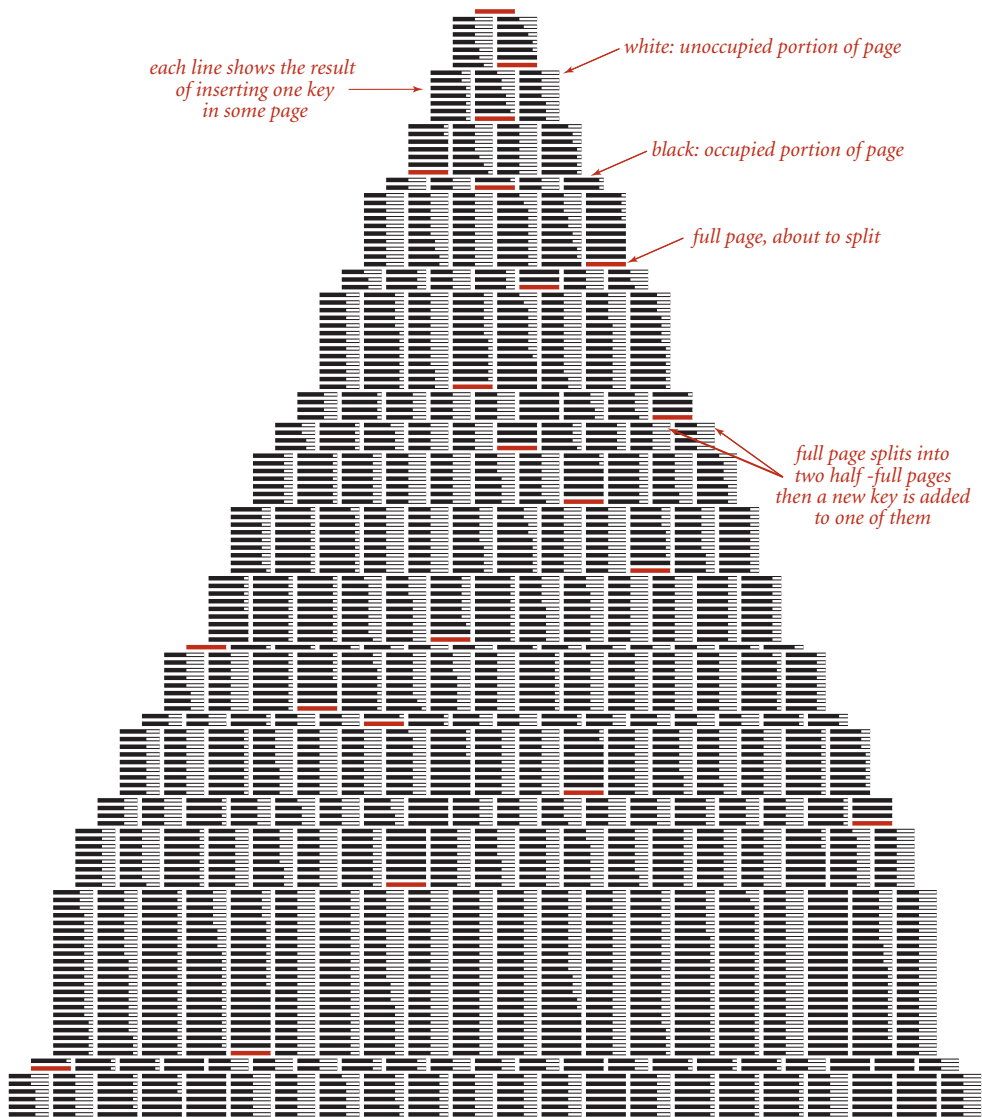 white: unoccupied portion of page
each line shows the result
of inserting one key
in some page
black: occupied portion of page
full page, about to split
full page splits into
two half -full pages
then a new key is added
to one of them